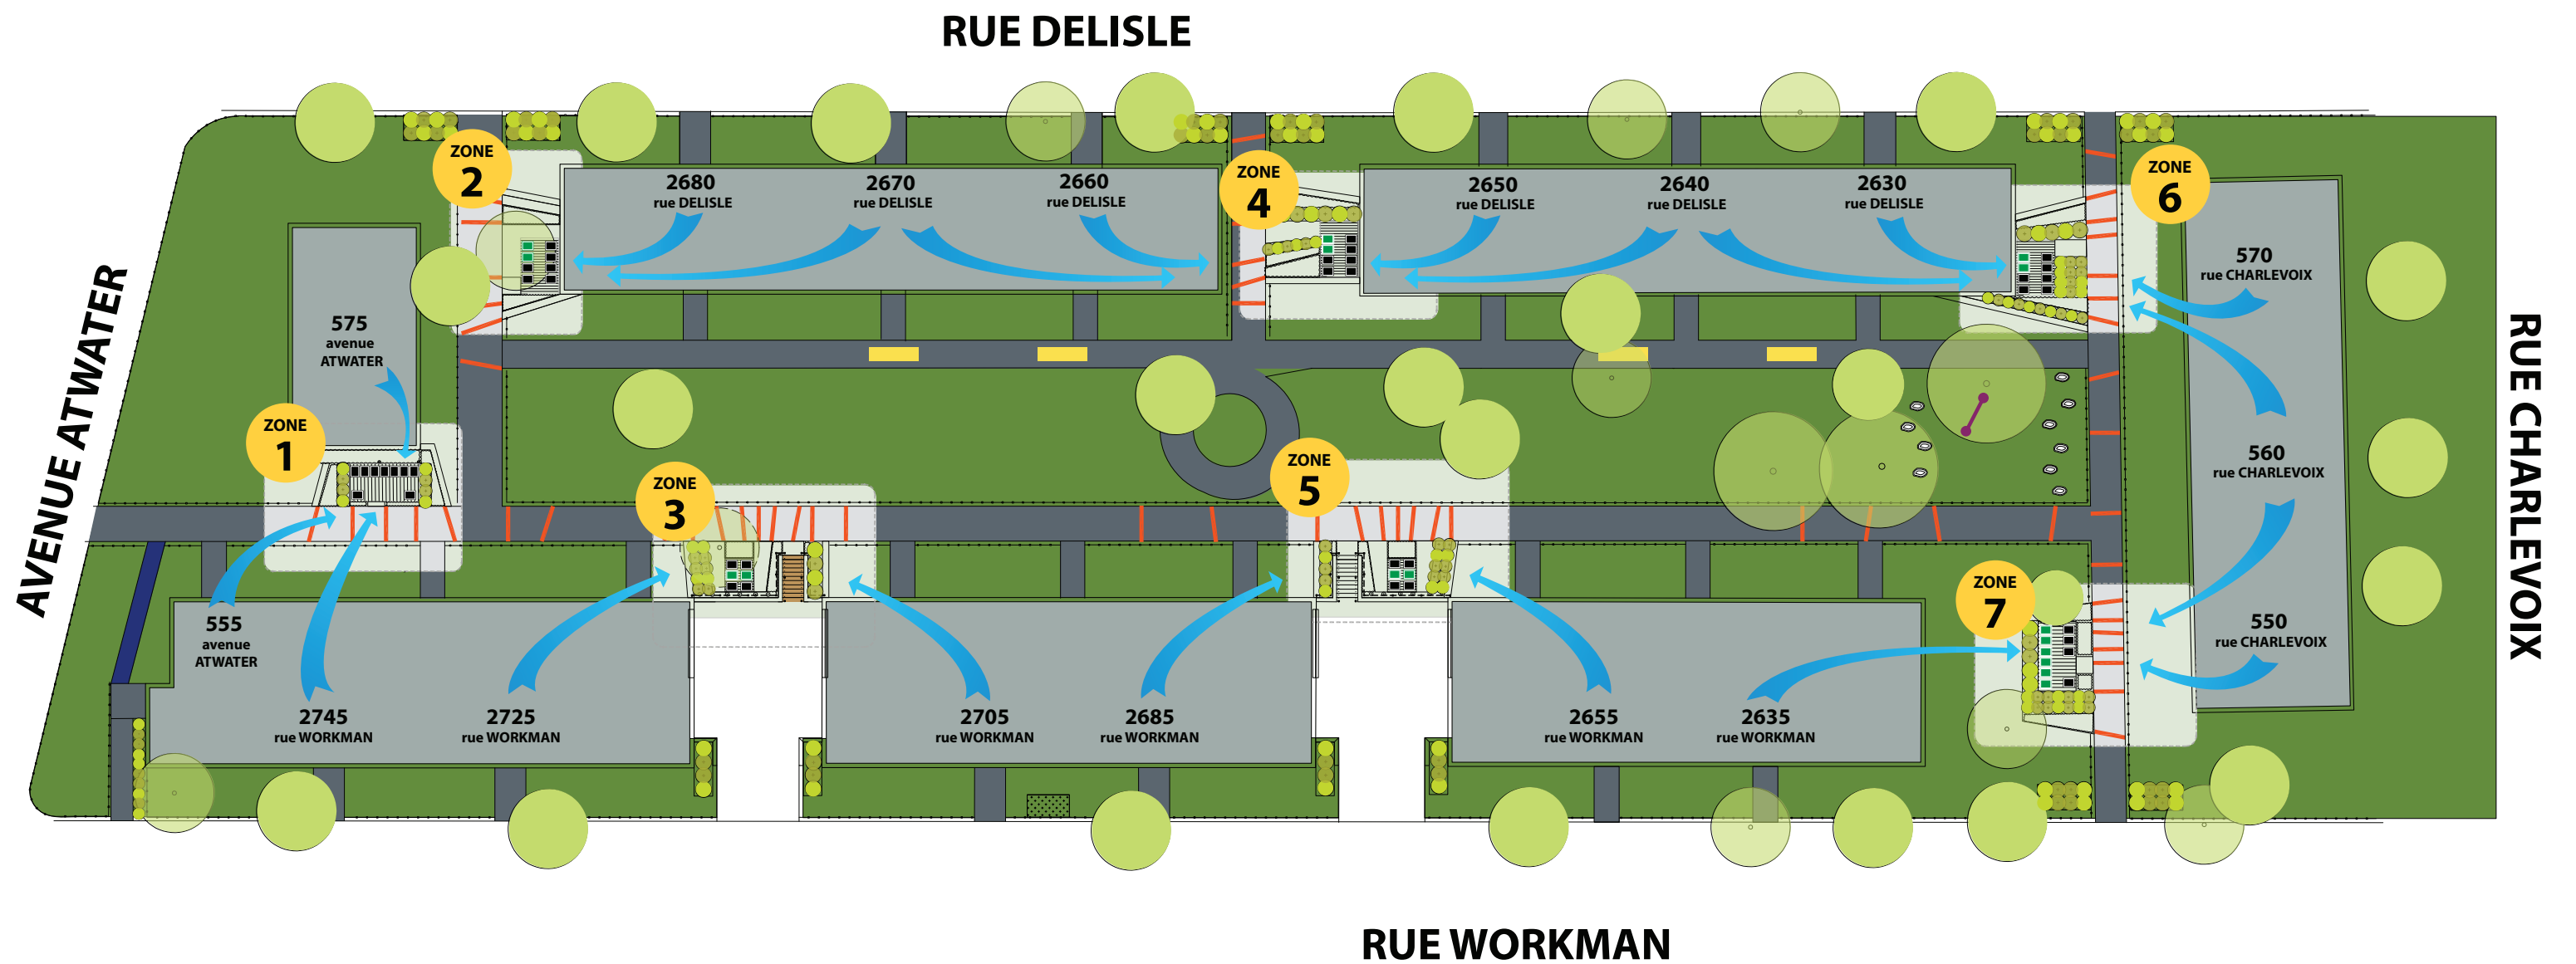 RUE DELISLE
ZONE
2
ZONE
4
ZONE
6
2680
rue DELISLE
2670
rue DELISLE
2660
rue DELISLE
2650
rue DELISLE
2640
rue DELISLE
2630
rue DELISLE
570
rue CHARLEVOIX
575
avenue
ATWATER
AVENUE ATWATER
RUE CHARLEVOIX
ZONE
1
ZONE
3
ZONE
5
560
rue CHARLEVOIX
ZONE
7
555
avenue
ATWATER
550
rue CHARLEVOIX
2745
rue WORKMAN
2725
rue WORKMAN
2705
rue WORKMAN
2685
rue WORKMAN
2655
rue WORKMAN
2635
rue WORKMAN
RUE WORKMAN